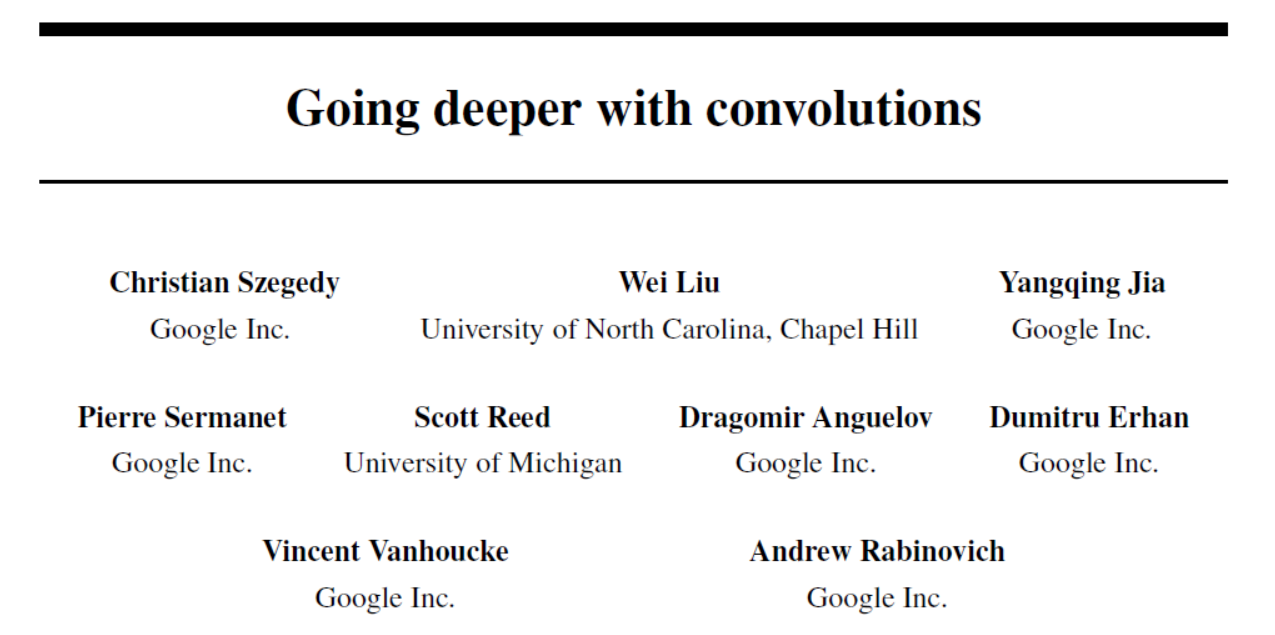 Going deeper with convolutions
Christian Szegedy Wei Liu Yangqing Jia
Google Inc. University of North Carolina, Chapel Hill Google Inc.
Pierre Sermanet Scott Reed Dragomir Anguelov Dumitru Erhan
Google Inc. University of Michigan Google Inc. Google Inc.
Vincent Vanhoucke Andrew Rabinovich
Google Inc. Google Inc.